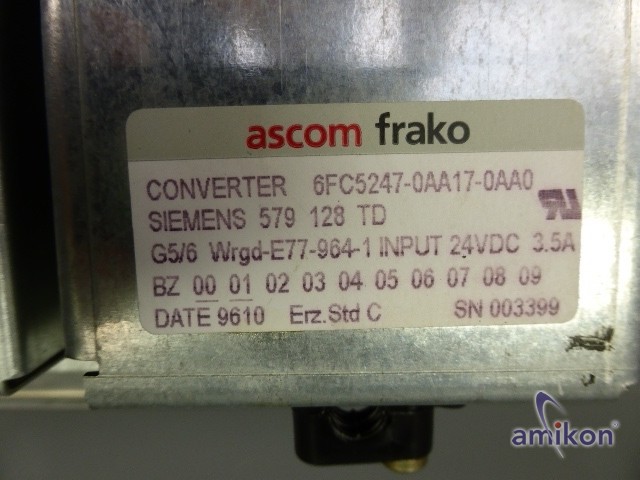 ascom frako
CONVERTER 6FC5247-0AA17-0AA0
SIEMENS 579 128 TD
G5/6 Wrgd-E77-964-1 INPUT 24VDC 3.5A
BZ 00 01 02 03 04 05 06 07 08 09
DATE 9610 Erz.Std C SN 003399
amikon®